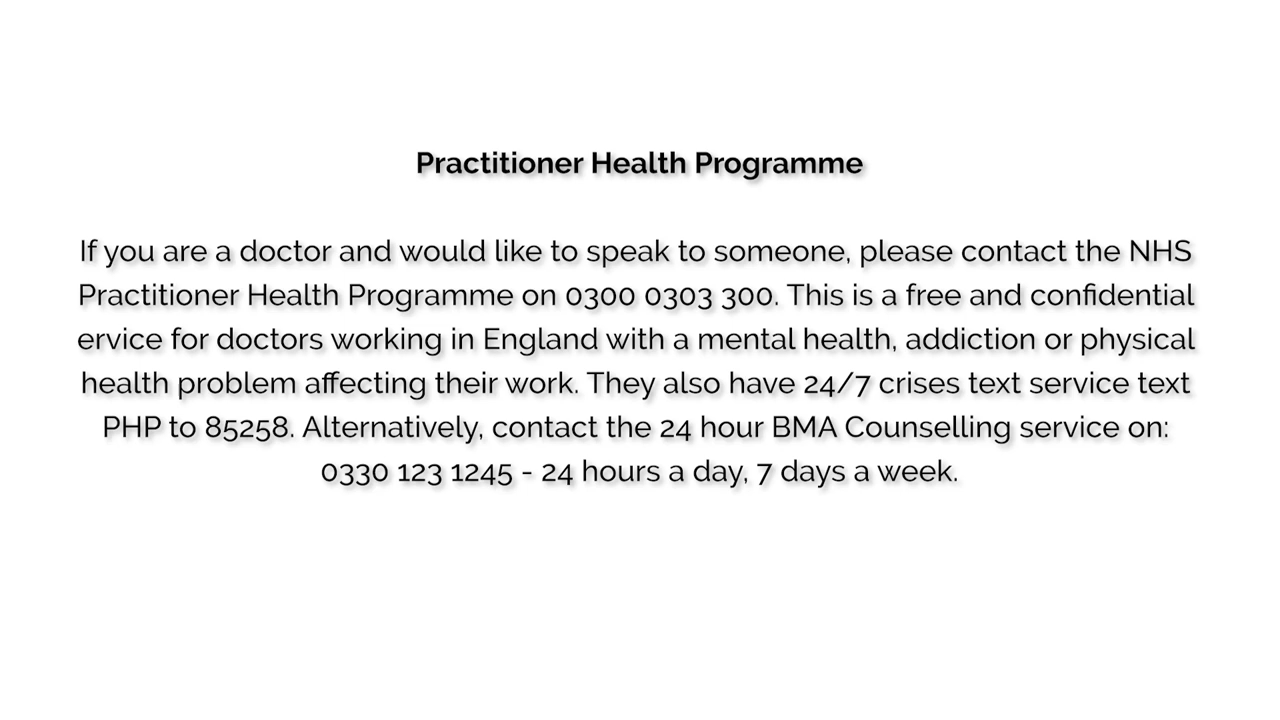 Practitioner Health Programme
If you are a doctor and would like to speak to someone, please contact the NHS
Practitioner Health Programme on 0300 0303 300. This is a free and confidential
ervice for doctors working in England with a mental health, addiction or physical
health problem affecting their work. They also have 24/7 crises text service text
PHP to 85258. Alternatively, contact the 24 hour BMA Counselling service on:
0330 123 1245 - 24 hours a day, 7 days a week.